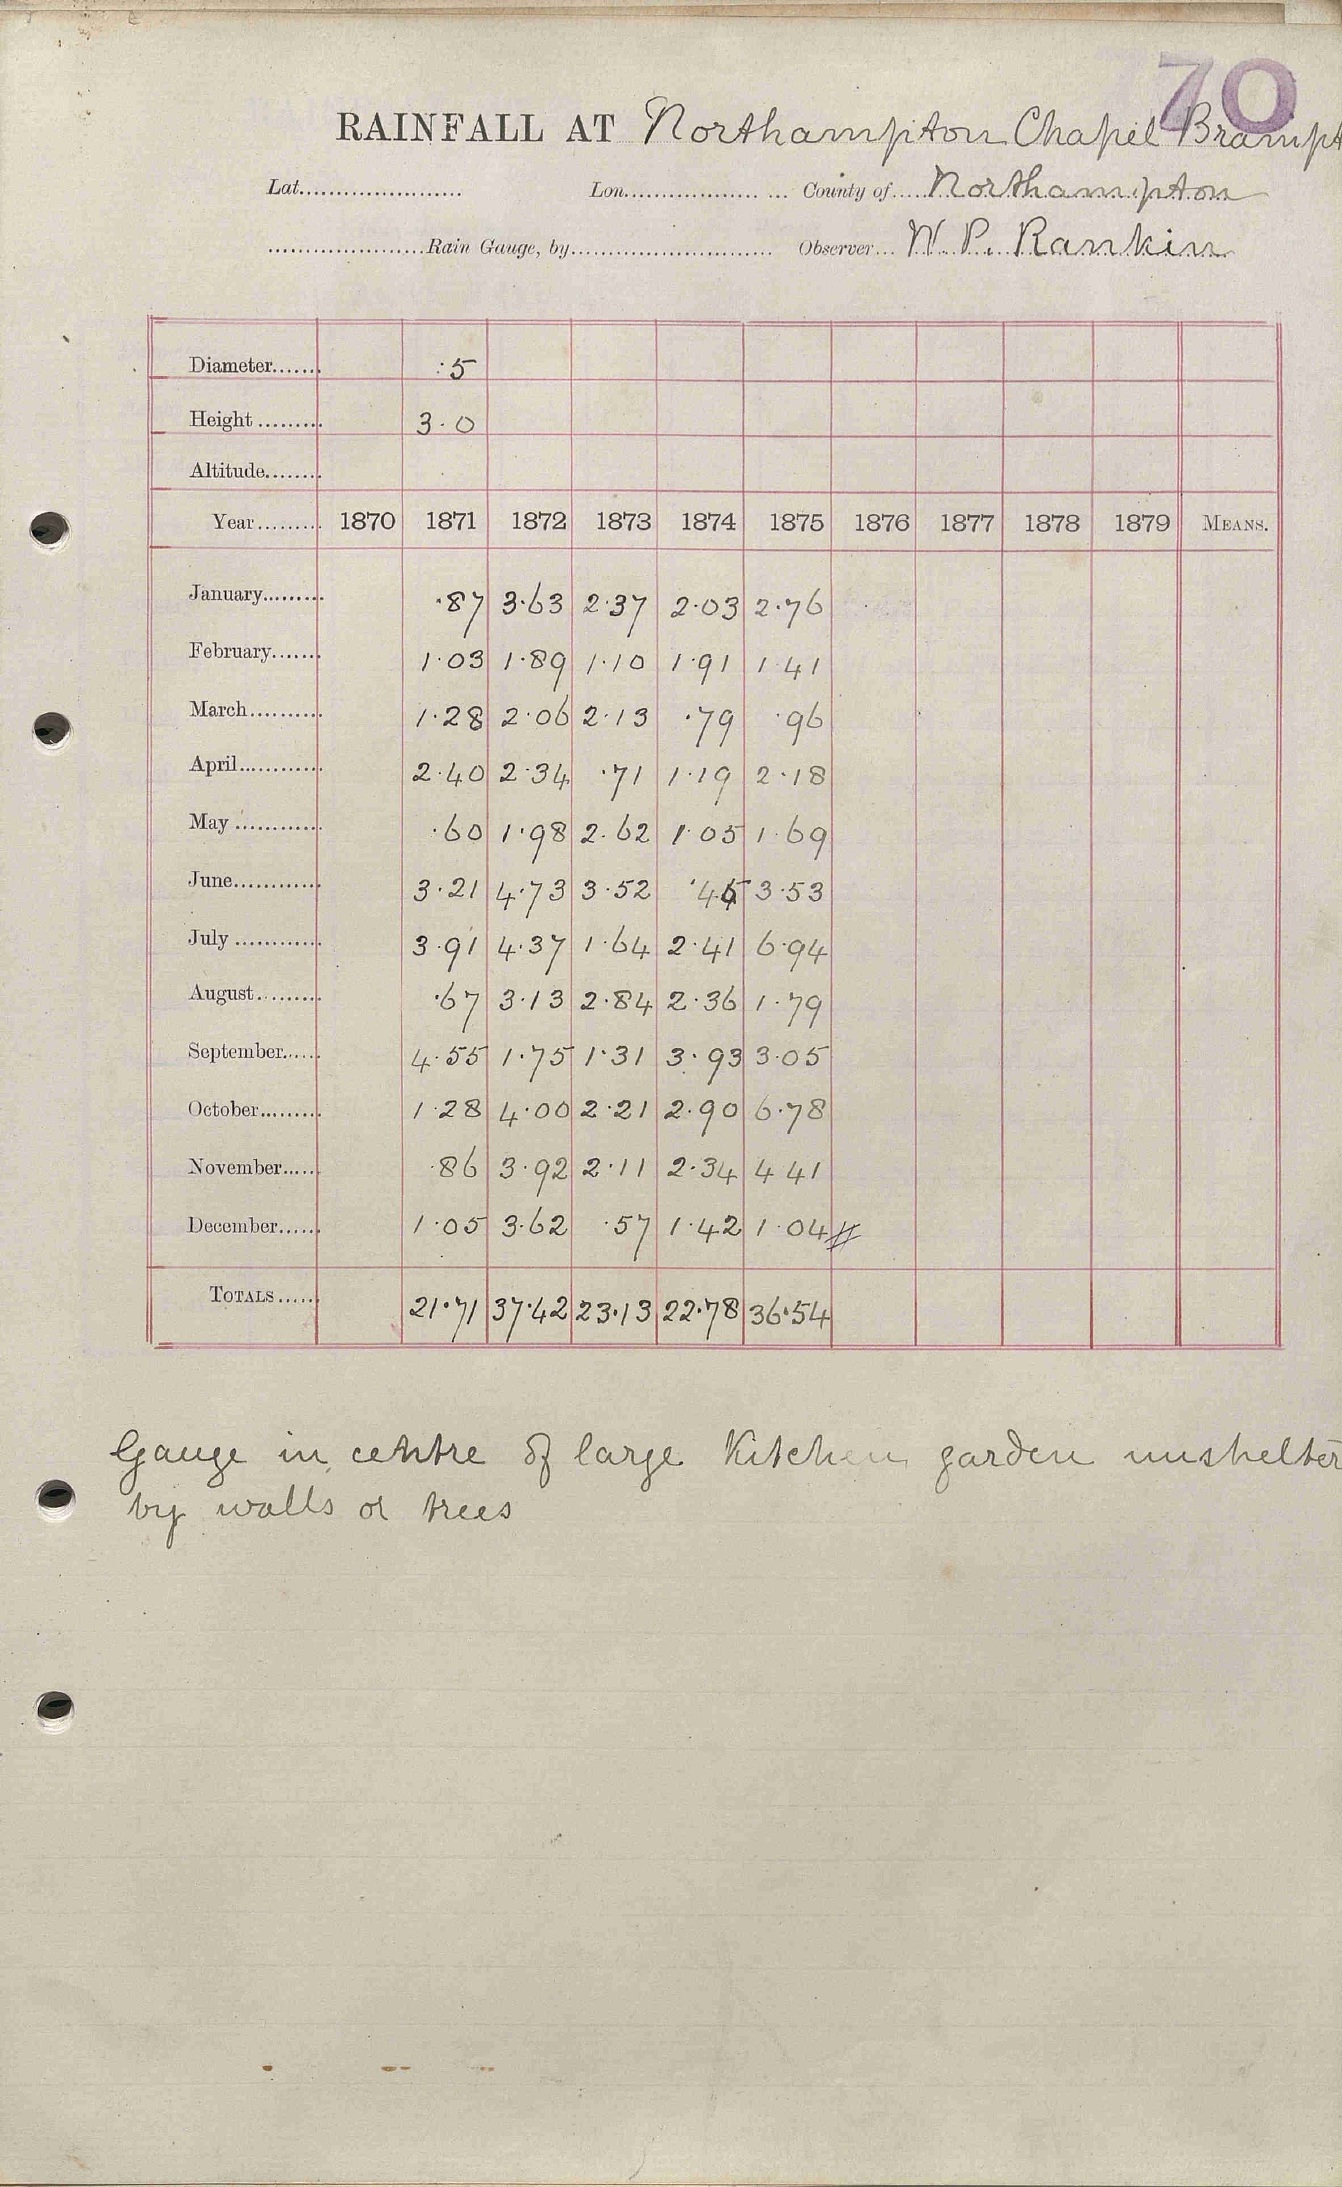 70
RAINFALL AT Northampton Chapel Brampt
Lat...................... Lon.................. ... County of..... Northampton
.....................Rain Gauge, by............................ Observer... W. P. Rankin
Diameter....... 5
Height ......... 3.0
Altitude........
Year......... 1870 1871 1872 1873 1874 1875 1876 1877 1878 1879 MEANS.
January......... .87 3.63 2.37 2.03 2.76
February....... 1.03 1.89 1.10 1.91 1.41
March.......... 1.28 2.06 2.13 .79 .96
April............ 2.40 2.34 .71 1.19 2.18
May ............ .60 1.98 2.62 1.05 1.69
June............ 3.21 4.73 3.52 .45 3.53
July ............ 3.91 4.37 1.64 2.41 6.94
August......... .67 3.13 2.84 2.36 1.79
September...... 4.55 1.75 1.31 3.93 3.05
October......... 1.28 4.00 2.21 2.90 6.78
November...... .86 3.92 2.11 2.34 4 41
December...... 1.05 3.62 .57 1.42 1.04
TOTALS...... 21.71 37.42 23.13 22.78 36.54
Gauge in centre of large Kitchen garden unshelter
by walls or trees